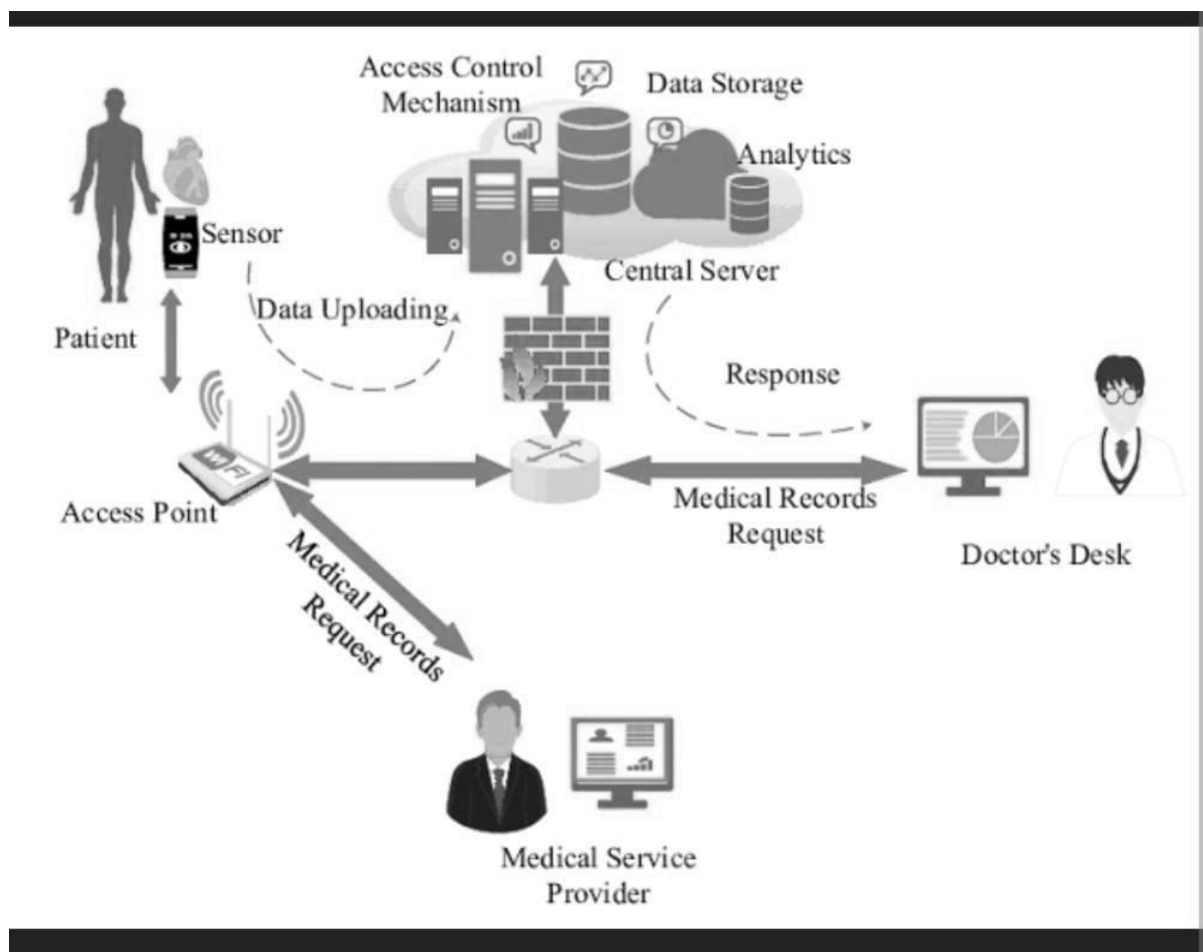 Access Control
Mechanism
Data Storage
Analytics
Sensor
Central Server
Data Uploading
Patient
Response
WiFi
Access Point
Medical Records
Request
Medical Records
Request
Doctor's Desk
Medical Service
Provider